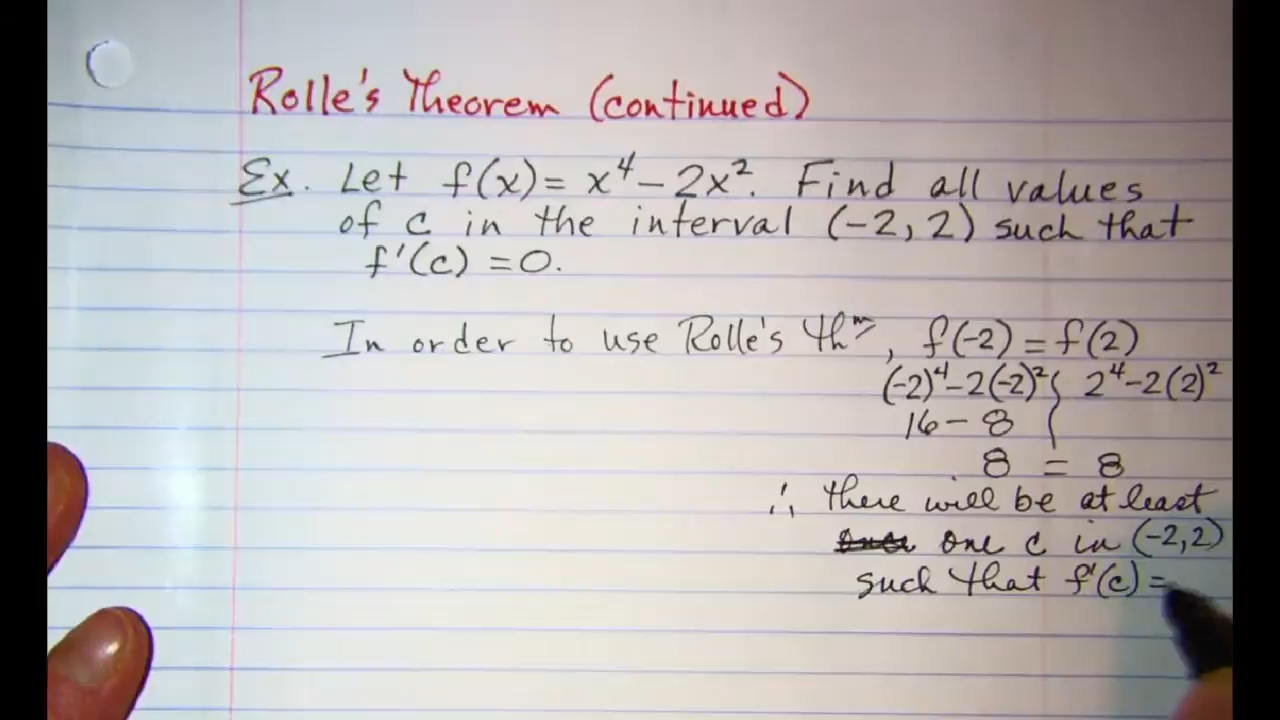 Rolle's Theorem (continued)
Ex. Let f(x) = x⁴ - 2x². Find all values
of c in the interval (-2, 2) such that
f'(c) = 0.
In order to use Rolle's thᵐ, f(-2) = f(2)
(-2)⁴-2(-2)² 2⁴-2(2)²
16 - 8
8 = 8
∴ there will be at least
one c in (-2,2)
such that f'(c) =